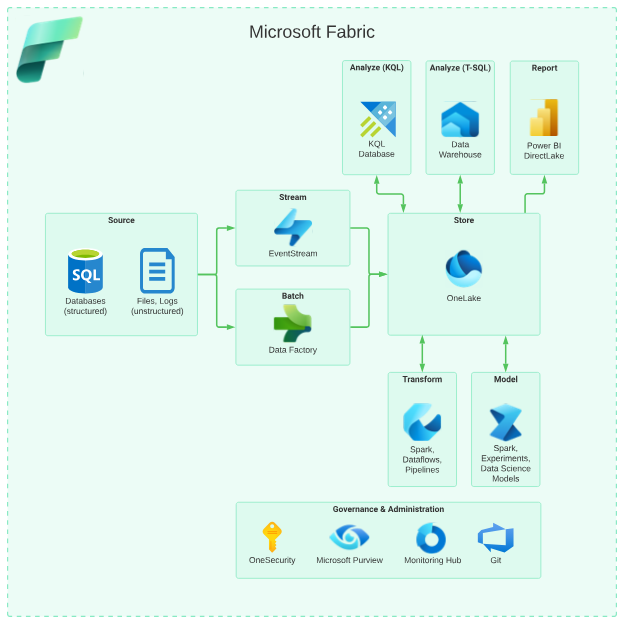 Microsoft Fabric
Analyze (KQL)
KQL
Database
Analyze (T-SQL)
Data
Warehouse
Report
Power BI
DirectLake
Source
SQL
Databases
(structured)
Files, Logs
(unstructured)
Stream
EventStream
Batch
Data Factory
Store
OneLake
Transform
Spark,
Dataflows,
Pipelines
Model
Spark,
Experiments,
Data Science
Models
Governance & Administration
OneSecurity
Microsoft Purview
Monitoring Hub
Git